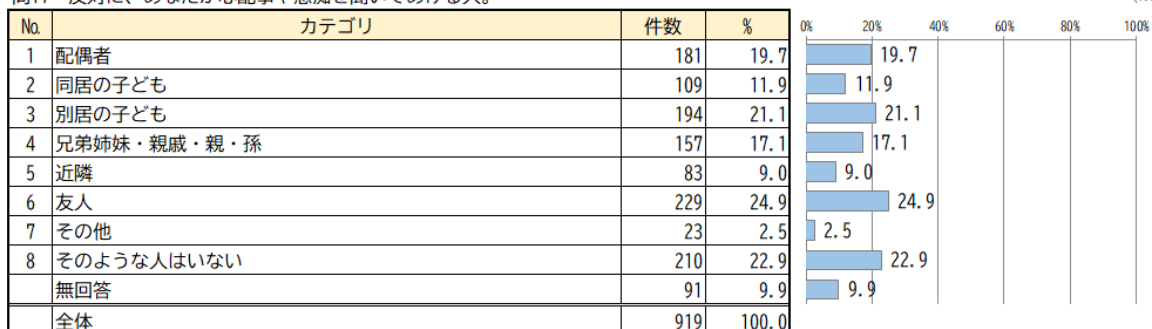 No. カテゴリ 件数 % 0% 20% 40% 60% 80% 100%
1 配偶者 181 19.7 19.7
2 同居の子ども 109 11.9 11.9
3 別居の子ども 194 21.1 21.1
4 兄弟姉妹・親戚・親・孫 157 17.1 17.1
5 近隣 83 9.0 9.0
6 友人 229 24.9 24.9
7 その他 23 2.5 2.5
8 そのような人はいない 210 22.9 22.9
無回答 91 9.9 9.9
全体 919 100.0